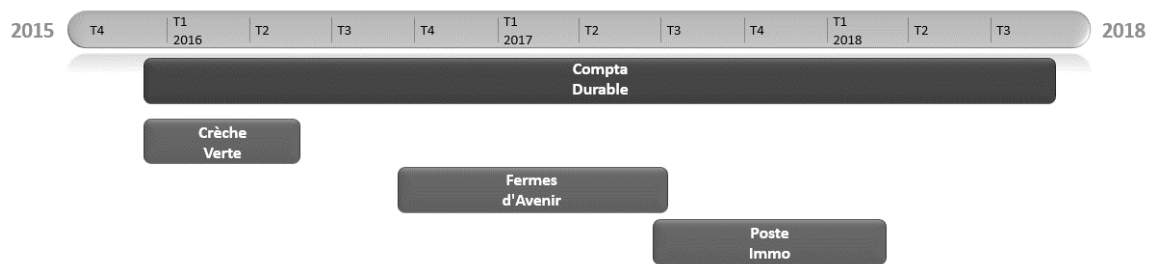 2015
T4
T1
2016
T2
T3
T4
T1
2017
T2
T3
T4
T1
2018
T2
T3
2018
Compta
Durable
Crèche
Verte
Fermes
d'Avenir
Poste
Immo